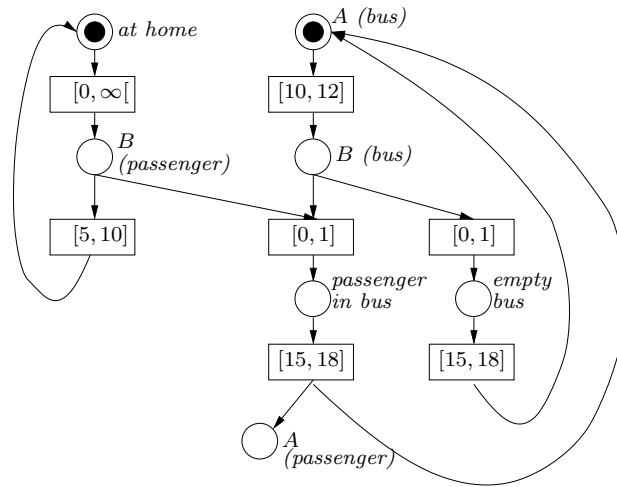 A (bus)
at home
[0, ∞[
[10, 12]
B
(passenger)
B (bus)
[5, 10]
[0, 1]
[0, 1]
passenger
in bus
empty
bus
[15, 18]
[15, 18]
A
(passenger)